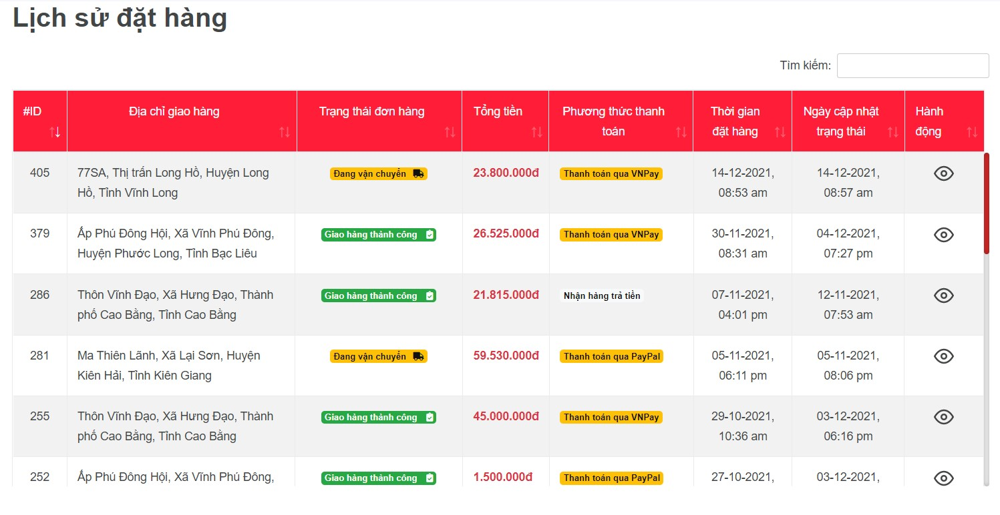 Lịch sử đặt hàng
Tìm kiếm:
#ID Địa chỉ giao hàng Trạng thái đơn hàng Tổng tiền Phương thức thanh toán Thời gian đặt hàng Ngày cập nhật trạng thái Hành động
405 77SA, Thị trấn Long Hồ, Huyện Long Đang vận chuyển 23.800.000đ Thanh toán qua VNPay 14-12-2021, 14-12-2021,
Hồ, Tỉnh Vĩnh Long 08:53 am 08:57 am
379 Ấp Phú Đông Hội, Xã Vĩnh Phú Đông, Giao hàng thành công 26.525.000đ Thanh toán qua VNPay 30-11-2021, 04-12-2021,
Huyện Phước Long, Tỉnh Bạc Liêu 08:31 am 07:27 pm
286 Thôn Vĩnh Đạo, Xã Hưng Đạo, Thành Giao hàng thành công 21.815.000đ Nhận hàng trả tiền 07-11-2021, 12-11-2021,
phố Cao Bằng, Tỉnh Cao Bằng 04:01 pm 07:53 am
281 Ma Thiên Lãnh, Xã Lại Sơn, Huyện Đang vận chuyển 59.530.000đ Thanh toán qua PayPal 05-11-2021, 05-11-2021,
Kiên Hải, Tỉnh Kiên Giang 06:11 pm 08:06 pm
255 Thôn Vĩnh Đạo, Xã Hưng Đạo, Thành Giao hàng thành công 45.000.000đ Thanh toán qua VNPay 29-10-2021, 03-12-2021,
phố Cao Bằng, Tỉnh Cao Bằng 10:36 am 06:16 pm
252 Ấp Phú Đông Hội, Xã Vĩnh Phú Đông, Giao hàng thành công 1.500.000đ Thanh toán qua PayPal 27-10-2021, 03-12-2021,